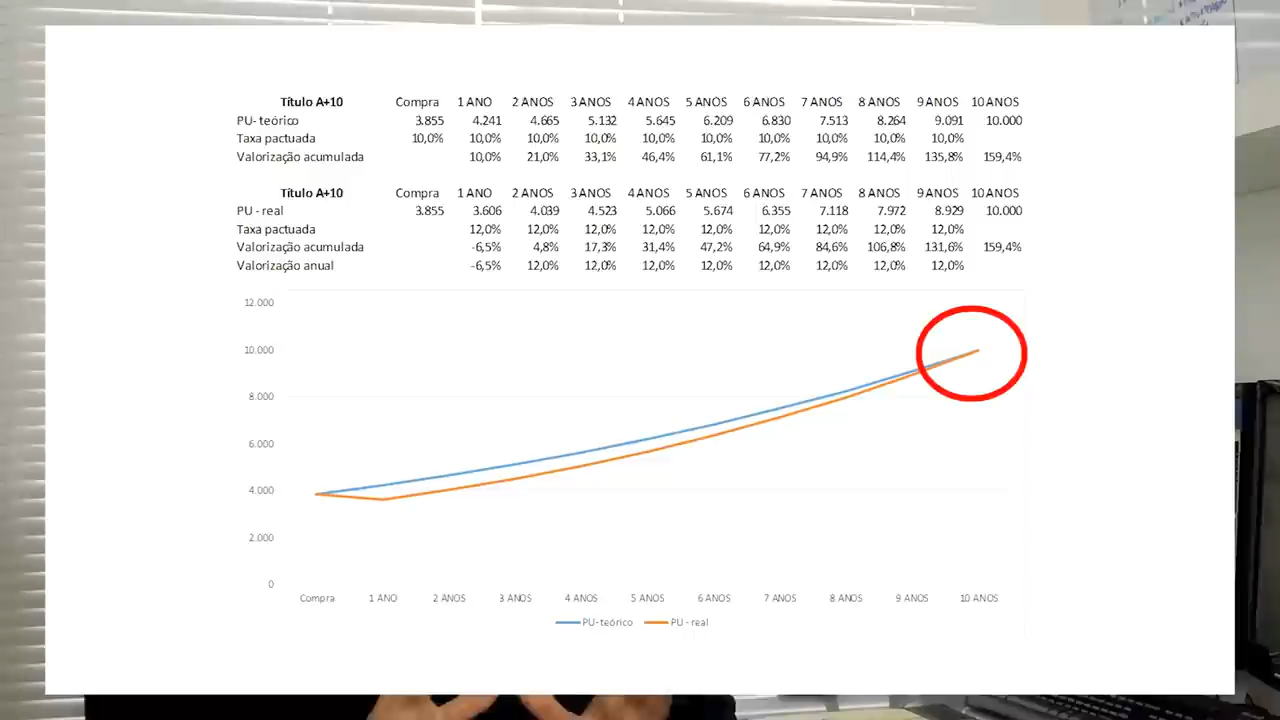 Título A+10 Compra 1 ANO 2 ANOS 3 ANOS 4 ANOS 5 ANOS 6 ANOS 7 ANOS 8 ANOS 9 ANOS 10 ANOS
PU- teórico 3.855 4.241 4.665 5.132 5.645 6.209 6.830 7.513 8.264 9.091 10.000
Taxa pactuada 10,0% 10,0% 10,0% 10,0% 10,0% 10,0% 10,0% 10,0% 10,0% 10,0%
Valorização acumulada 10,0% 21,0% 33,1% 46,4% 61,1% 77,2% 94,9% 114,4% 135,8% 159,4%
Título A+10 Compra 1 ANO 2 ANOS 3 ANOS 4 ANOS 5 ANOS 6 ANOS 7 ANOS 8 ANOS 9 ANOS 10 ANOS
PU - real 3.855 3.606 4.039 4.523 5.066 5.674 6.355 7.118 7.972 8.929 10.000
Taxa pactuada 12,0% 12,0% 12,0% 12,0% 12,0% 12,0% 12,0% 12,0% 12,0%
Valorização acumulada -6,5% 4,8% 17,3% 31,4% 47,2% 64,9% 84,6% 106,8% 131,6% 159,4%
Valorização anual -6,5% 12,0% 12,0% 12,0% 12,0% 12,0% 12,0% 12,0% 12,0%
12.000
10.000
8.000
6.000
4.000
2.000
0
Compra 1 ANO 2 ANOS 3 ANOS 4 ANOS 5 ANOS 6 ANOS 7 ANOS 8 ANOS 9 ANOS 10 ANOS
PU- teórico PU - real